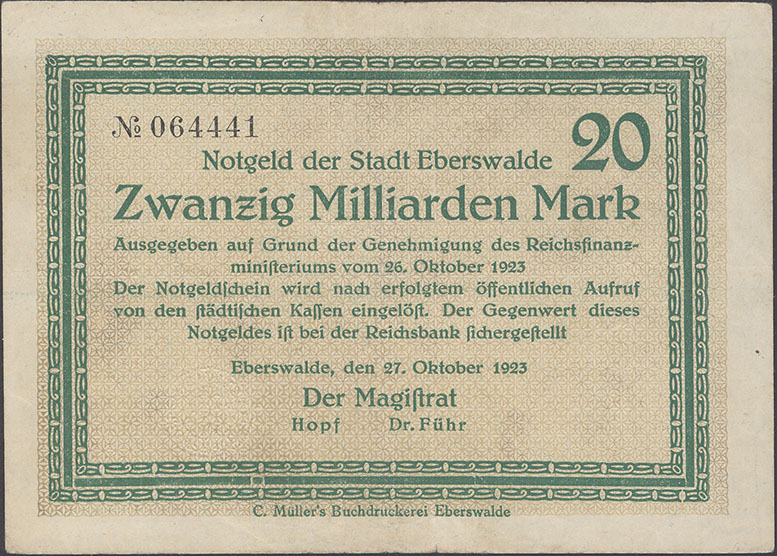 № 064441
20
Notgeld der Stadt Eberswalde
Zwanzig Milliarden Mark
Ausgegeben auf Grund der Genehmigung des Reichsfinanz-
miniſteriums vom 26. Oktober 1923
Der Notgeldſchein wird nach erfolgtem öffentlichen Aufruf
von den ſtädtiſchen Kaſſen eingelöſt. Der Gegenwert dieses
Notgeldes iſt bei der Reichsbank ſichergeſtellt
Eberswalde, den 27. Oktober 1923
Der Magiſtrat
Hopf Dr. Führ
C. Müller's Buchdruckerei Eberswalde